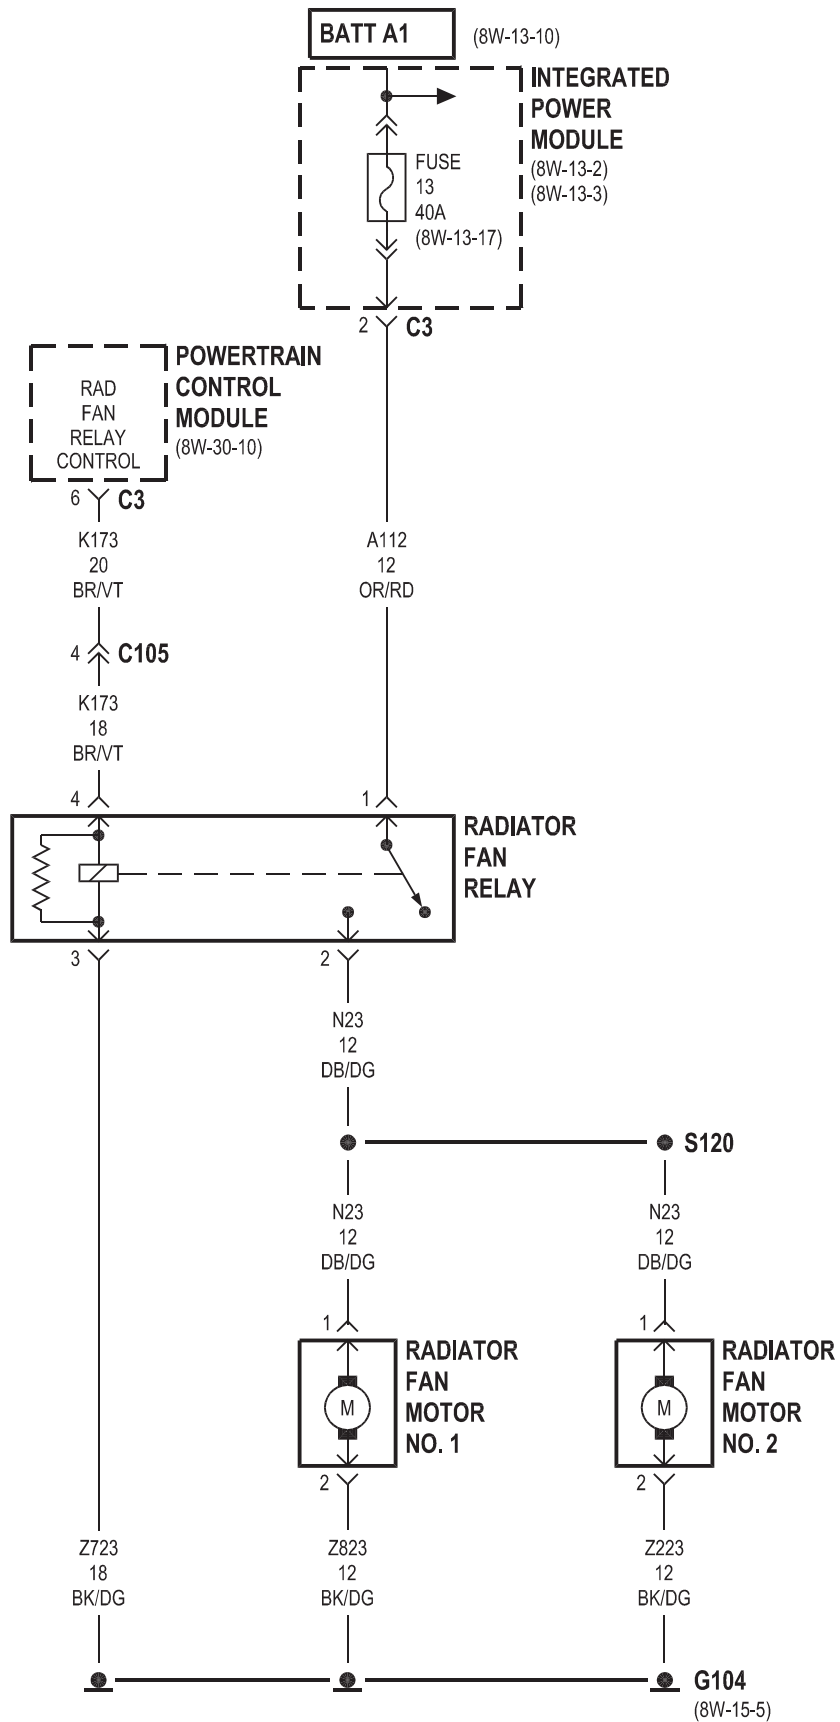 BATT A1
(8W-13-10)
INTEGRATED
POWER
MODULE
(8W-13-2)
(8W-13-3)
FUSE
13
40A
(8W-13-17)
2
C3
POWERTRAIN
CONTROL
MODULE
(8W-30-10)
RAD
FAN
RELAY
CONTROL
6
C3
K173
20
BR/VT
A112
12
OR/RD
4
C105
K173
18
BR/VT
4
1
RADIATOR
FAN
RELAY
3
2
N23
12
DB/DG
S120
N23
12
DB/DG
N23
12
DB/DG
1
1
RADIATOR
FAN
MOTOR
NO. 1
M
RADIATOR
FAN
MOTOR
NO. 2
M
2
2
Z723
18
BK/DG
Z823
12
BK/DG
Z223
12
BK/DG
G104
(8W-15-5)